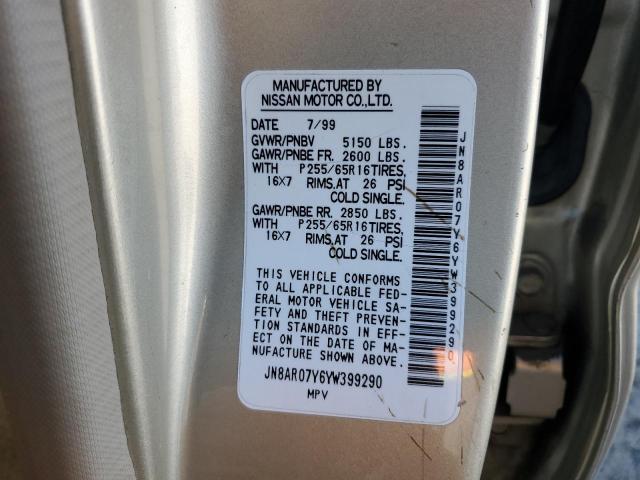 MANUFACTURED BY
NISSAN MOTOR CO.,LTD.
DATE 7/99
GVWR/PNBV 5150 LBS.
GAWR/PNBE FR. 2600 LBS.
WITH P255/65R16TIRES,
16X7 RIMS,AT 26 PSI
COLD SINGLE.
GAWR/PNBE RR. 2850 LBS.
WITH P255/65R16TIRES,
16X7 RIMS,AT 26 PSI
COLD SINGLE.
THIS VEHICLE CONFORMS
TO ALL APPLICABLE FED-
ERAL MOTOR VEHICLE SA-
FETY AND THEFT PREVEN-
TION STANDARDS IN EFF-
ECT ON THE DATE OF MA-
NUFACTURE SHOWN ABOVE.
JN8AR07Y6YW399290
MPV
JN8AR07Y6YW399290